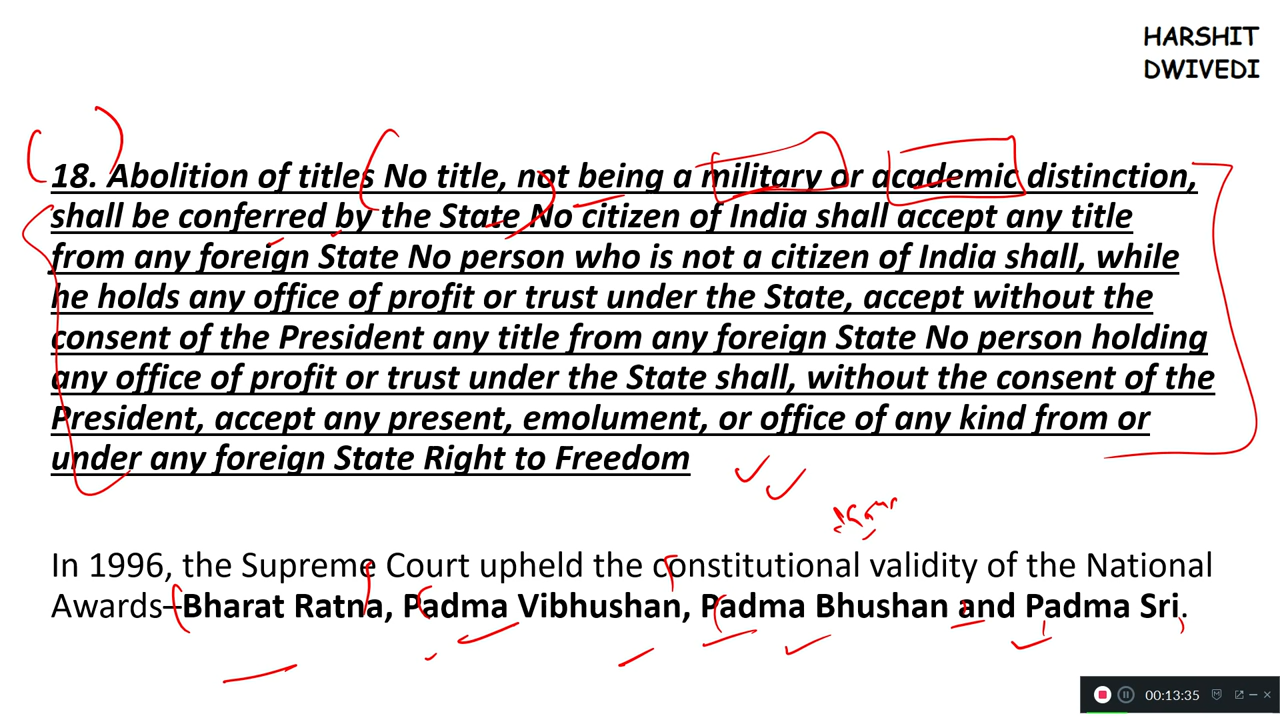 HARSHIT
DWIVEDI
18. Abolition of titles No title, not being a military or academic distinction,
shall be conferred by the State No citizen of India shall accept any title
from any foreign State No person who is not a citizen of India shall, while
he holds any office of profit or trust under the State, accept without the
consent of the President any title from any foreign State No person holding
any office of profit or trust under the State shall, without the consent of the
President, accept any present, emolument, or office of any kind from or
under any foreign State Right to Freedom
In 1996, the Supreme Court upheld the constitutional validity of the National
Awards–Bharat Ratna, Padma Vibhushan, Padma Bhushan and Padma Sri.
00:13:35